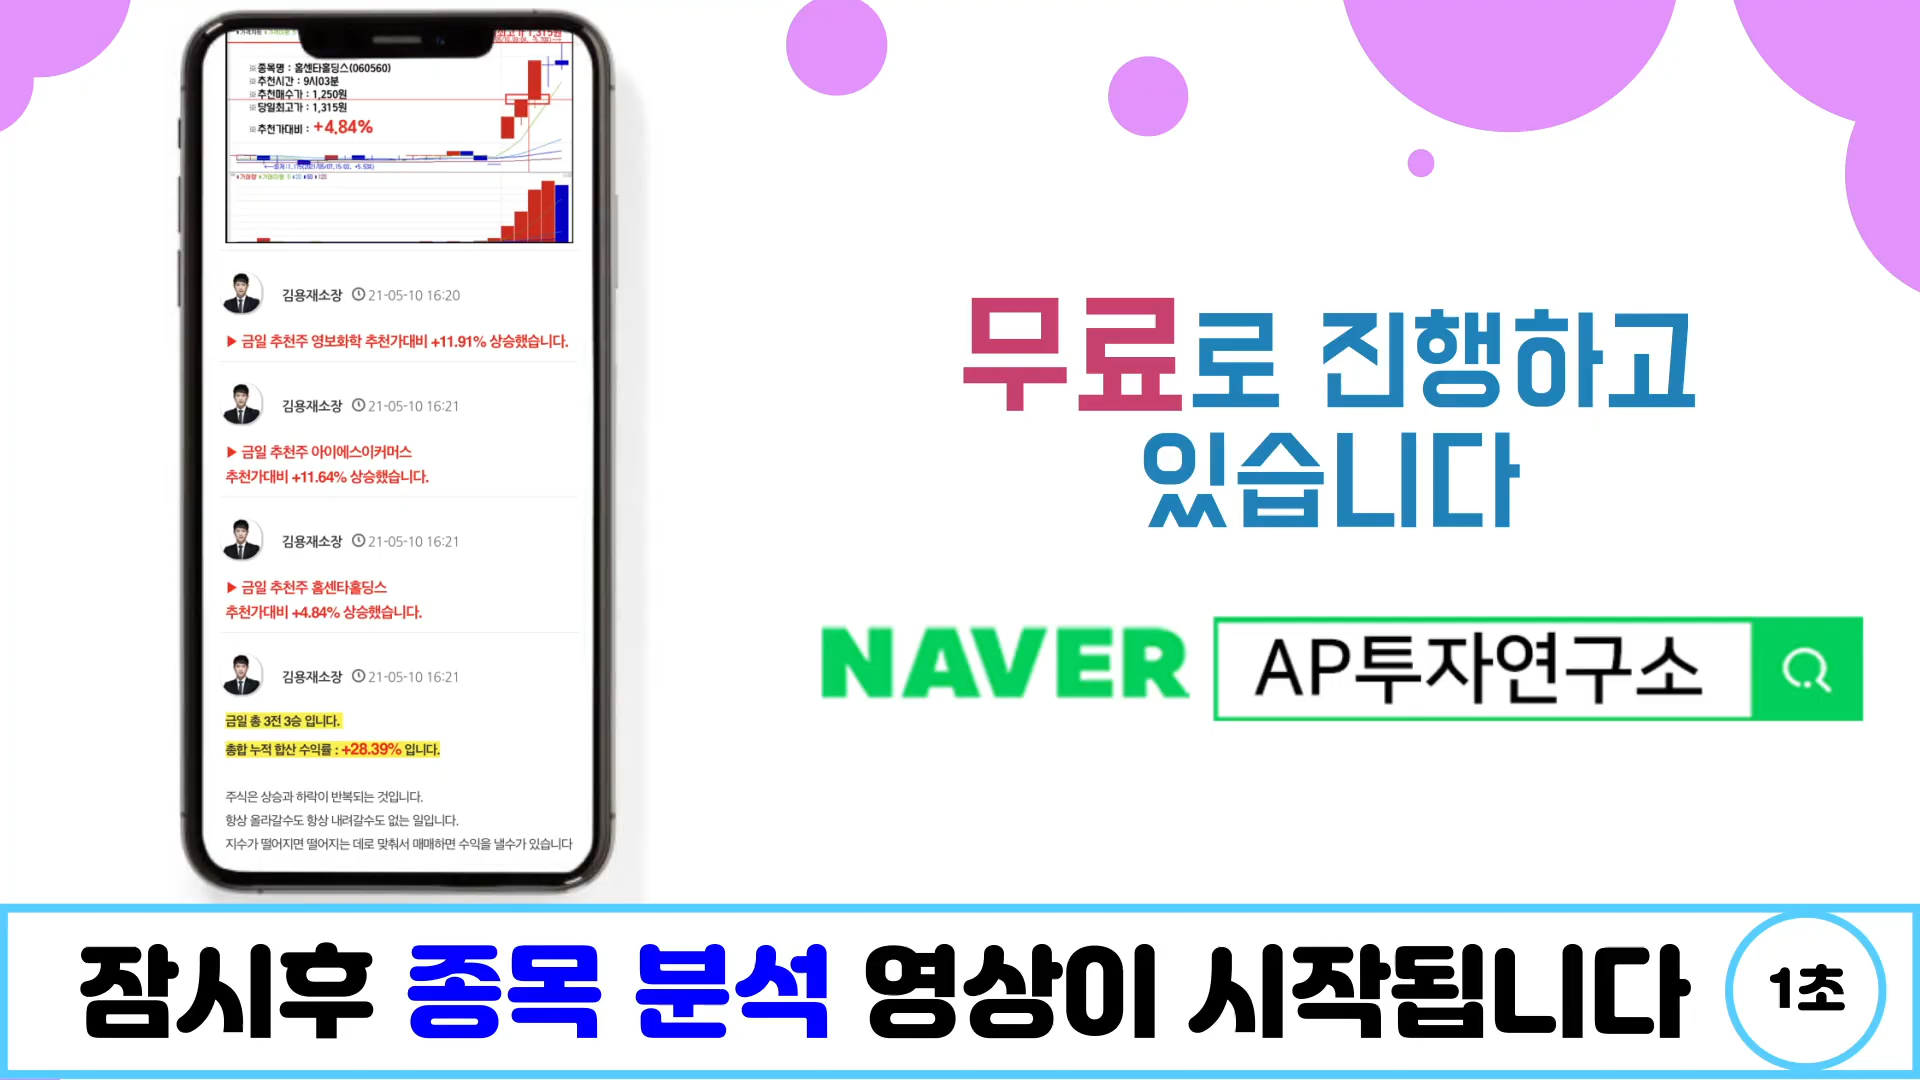 ※종목명 : 홈센타홀딩스(060560)
※추천시간 : 9시03분
※추천매수가 : 1,250원
※당일최고가 : 1,315원
※추천가대비 : +4.84%
김용재소장 21-05-10 16:20
▶ 금일 추천주 영보화학 추천가대비 +11.91% 상승했습니다.
김용재소장 21-05-10 16:21
▶ 금일 추천주 아이에스이커머스
추천가대비 +11.64% 상승했습니다.
김용재소장 21-05-10 16:21
▶ 금일 추천주 홈센타홀딩스
추천가대비 +4.84% 상승했습니다.
김용재소장 21-05-10 16:21
금일 총 3전 3승 입니다.
총합 누적 합산 수익률 : +28.39% 입니다.
주식은 상승과 하락이 반복되는 것입니다.
항상 올라갈수도 항상 내려갈수도 없는 일입니다.
지수가 떨어지면 떨어지는 데로 맞춰서 매매하면 수익을 낼수가 있습니다
무료로 진행하고
있습니다
NAVER AP투자연구소
잠시후 종목 분석 영상이 시작됩니다 1초